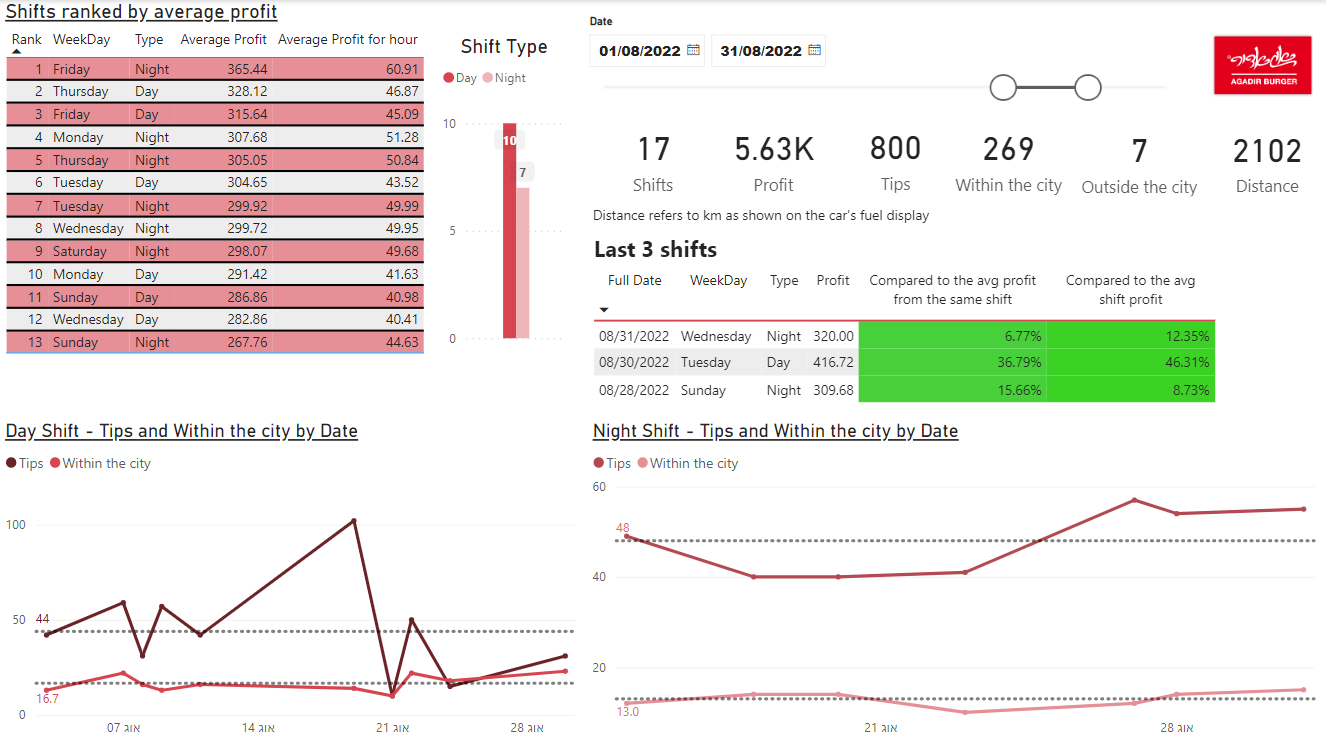 Shifts ranked by average profit
Rank WeekDay Type Average Profit Average Profit for hour
1 Friday Night 365.44 60.91
2 Thursday Day 328.12 46.87
3 Friday Day 315.64 45.09
4 Monday Night 307.68 51.28
5 Thursday Night 305.05 50.84
6 Tuesday Day 304.65 43.52
7 Tuesday Night 299.92 49.99
8 Wednesday Night 299.72 49.95
9 Saturday Night 298.07 49.68
10 Monday Day 291.42 41.63
11 Sunday Day 286.86 40.98
12 Wednesday Day 282.86 40.41
13 Sunday Night 267.76 44.63
Shift Type
Day Night
10
5
0
10
7
Date
01/08/2022 31/08/2022
AGADIR BURGER
17 5.63K 800 269 7 2102
Shifts Profit Tips Within the city Outside the city Distance
Distance refers to km as shown on the car's fuel display
Last 3 shifts
Full Date WeekDay Type Profit Compared to the avg profit from the same shift Compared to the avg shift profit
08/31/2022 Wednesday Night 320.00 6.77% 12.35%
08/30/2022 Tuesday Day 416.72 36.79% 46.31%
08/28/2022 Sunday Night 309.68 15.66% 8.73%
Day Shift - Tips and Within the city by Date
Tips Within the city
100
50
0
44
16.7
07 אוג 14 אוג 21 אוג 28 אוג
Night Shift - Tips and Within the city by Date
Tips Within the city
60
40
20
48
13.0
21 אוג 28 אוג